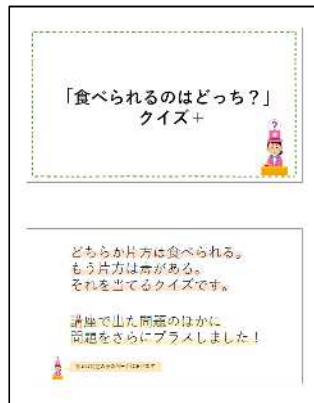 「食べられるのはどっち？」
クイズ＋
?
どちらか片方は食べられる。
もう片方は毒がある。
それを当てるクイズです。
講座で出た問題のほかに
問題をさらにプラスしました！